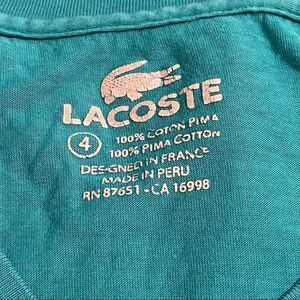 LACOSTE
4
100% COTON PIMA
100% PIMA COTTON
DESIGNED IN FRANCE
MADE IN PERU
RN 87651 - CA 16998